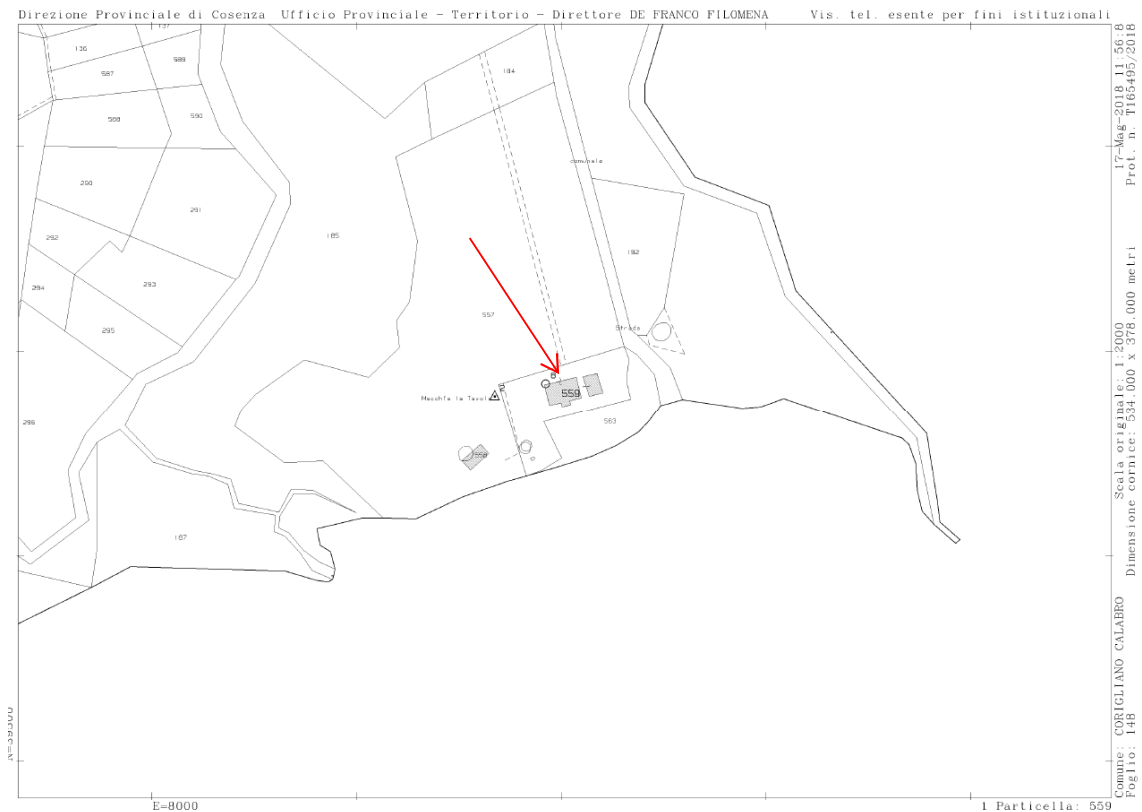 Direzione Provinciale di Cosenza Ufficio Provinciale - Territorio - Direttore DE FRANCO FILOMENA Vis. tel. esente per fini istituzionali
17-Mag-2018 11:56:8
Prot. n. T165495/2018
Scala originale: 1:2000
Dimensione cornice: 534.000 x 378.000 metri
Comune: CORIGLIANO CALABRO
Foglio: 148
137
136
589
587
184
588
590
comunale
290
291
292
185
192
294
293
295
557
Strada
Macchia la Tavola
559
296
563
558
187
E=8000
1 Particella: 559